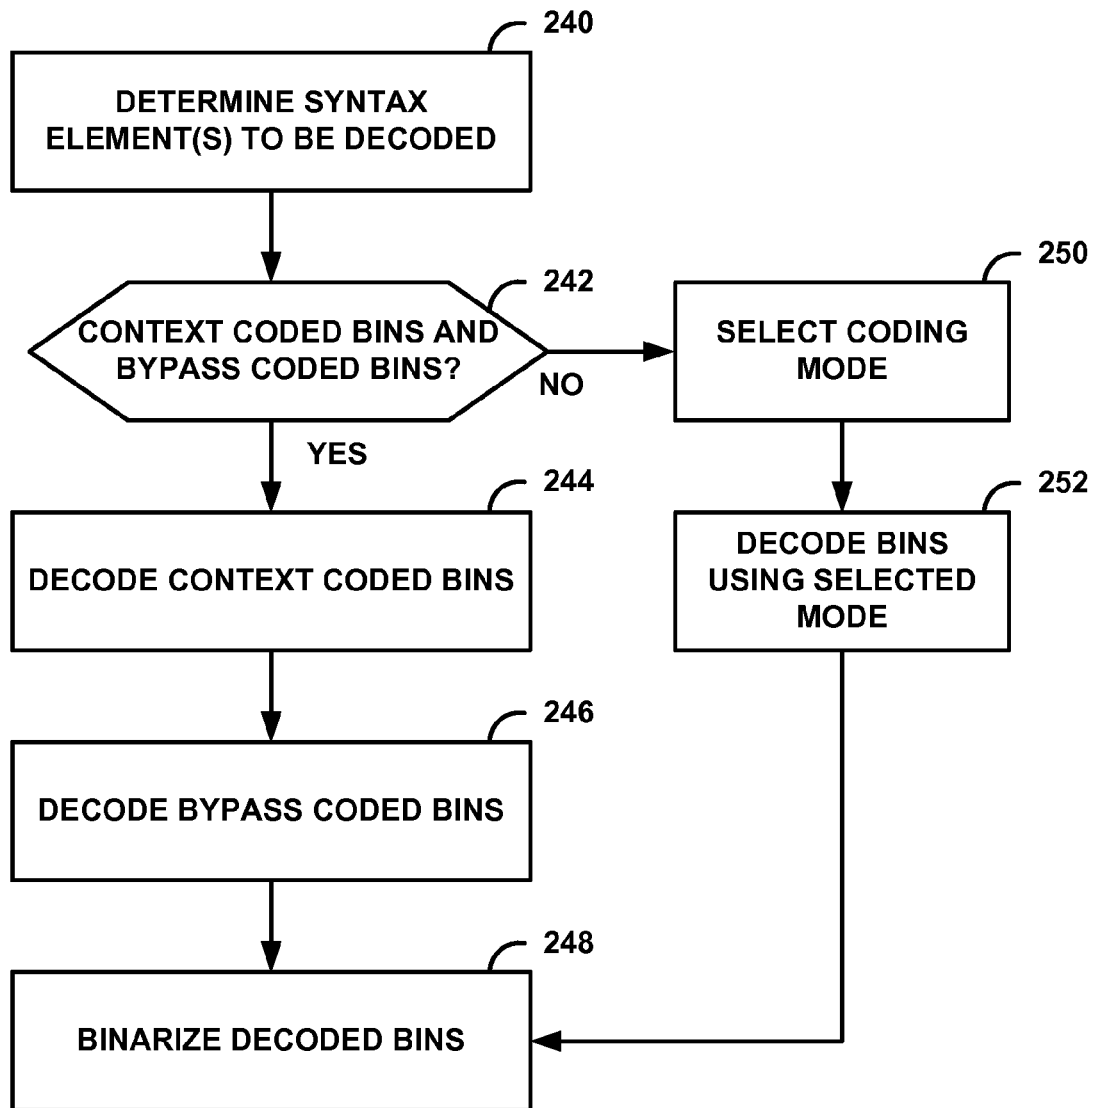 240
DETERMINE SYNTAX
ELEMENT(S) TO BE DECODED
242
CONTEXT CODED BINS AND
BYPASS CODED BINS?
NO
YES
250
SELECT CODING
MODE
244
DECODE CONTEXT CODED BINS
252
DECODE BINS
USING SELECTED
MODE
246
DECODE BYPASS CODED BINS
248
BINARIZE DECODED BINS